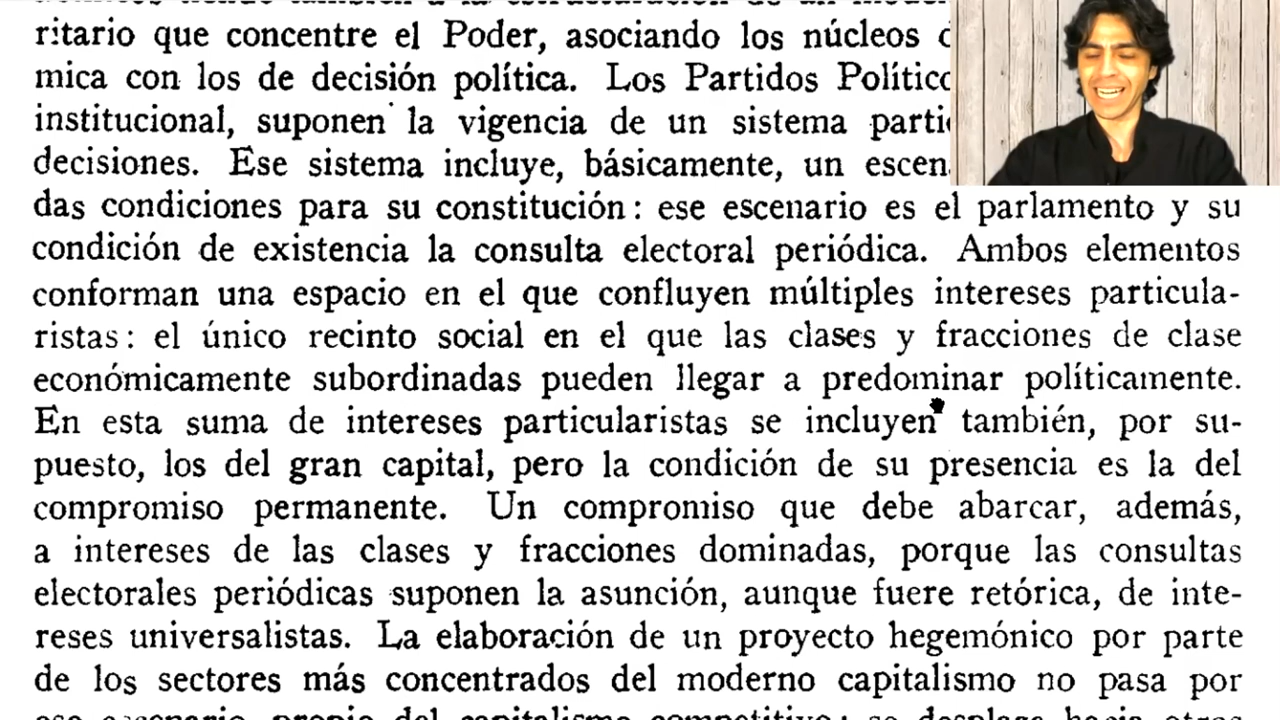 ritario que concentre el Poder, asociando los núcleos
mica con los de decisión política. Los Partidos
institucional, suponen la vigencia de un sistema
decisiones. Ese sistema incluye, básicamente, un
das condiciones para su constitución: ese escenario es el parlamento y su
condición de existencia la consulta electoral periódica. Ambos elementos
conforman una espacio en el que confluyen múltiples intereses particula-
ristas: el único recinto social en el que las clases y fracciones de clase
económicamente subordinadas pueden llegar a predominar políticamente.
En esta suma de intereses particularistas se incluyen también, por su-
puesto, los del gran capital, pero la condición de su presencia es la del
compromiso permanente. Un compromiso que debe abarcar, además,
a intereses de las clases y fracciones dominadas, porque las consultas
electorales periódicas suponen la asunción, aunque fuere retórica, de inte-
reses universalistas. La elaboración de un proyecto hegemónico por parte
de los sectores más concentrados del moderno capitalismo no pasa por